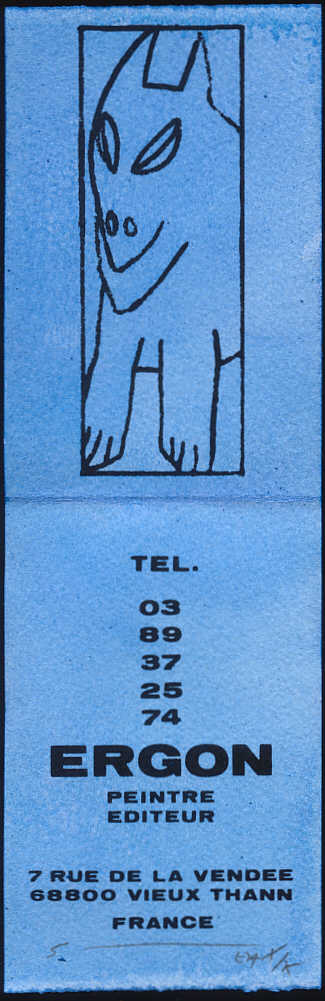 TEL.
03
89
37
25
74
ERGON
PEINTRE
EDITEUR
7 RUE DE LA VENDEE
68800 VIEUX THANN
FRANCE